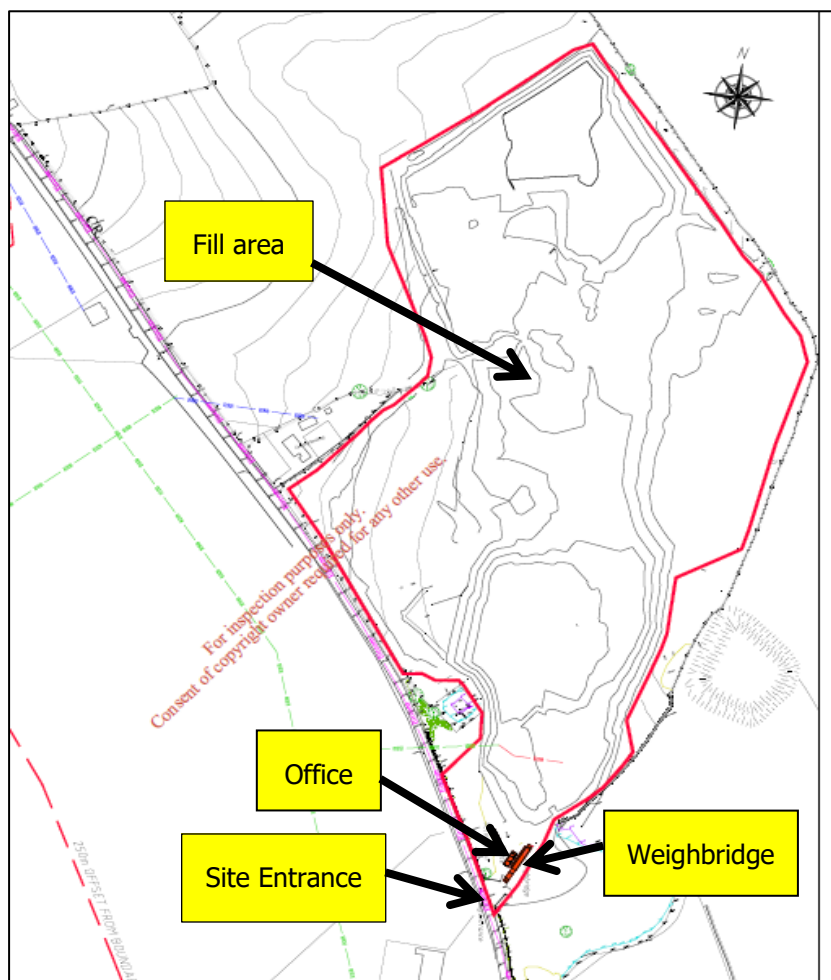 N
CR
Fill area
For inspection purposes only.
Consent of copyright owner required for any other use.
Office
Site Entrance
Weighbridge
250m OFFSET FROM BOUNDA